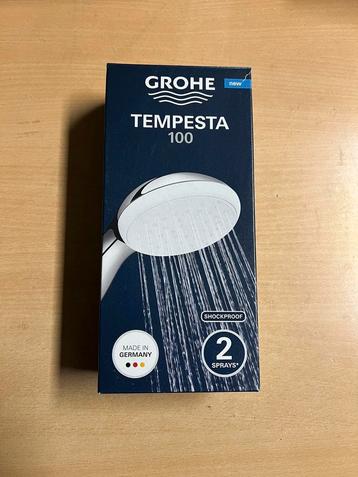 GROHE
new
TEMPESTA
100
SHOCKPROOF
MADE IN
GERMANY
2
SPRAYS*